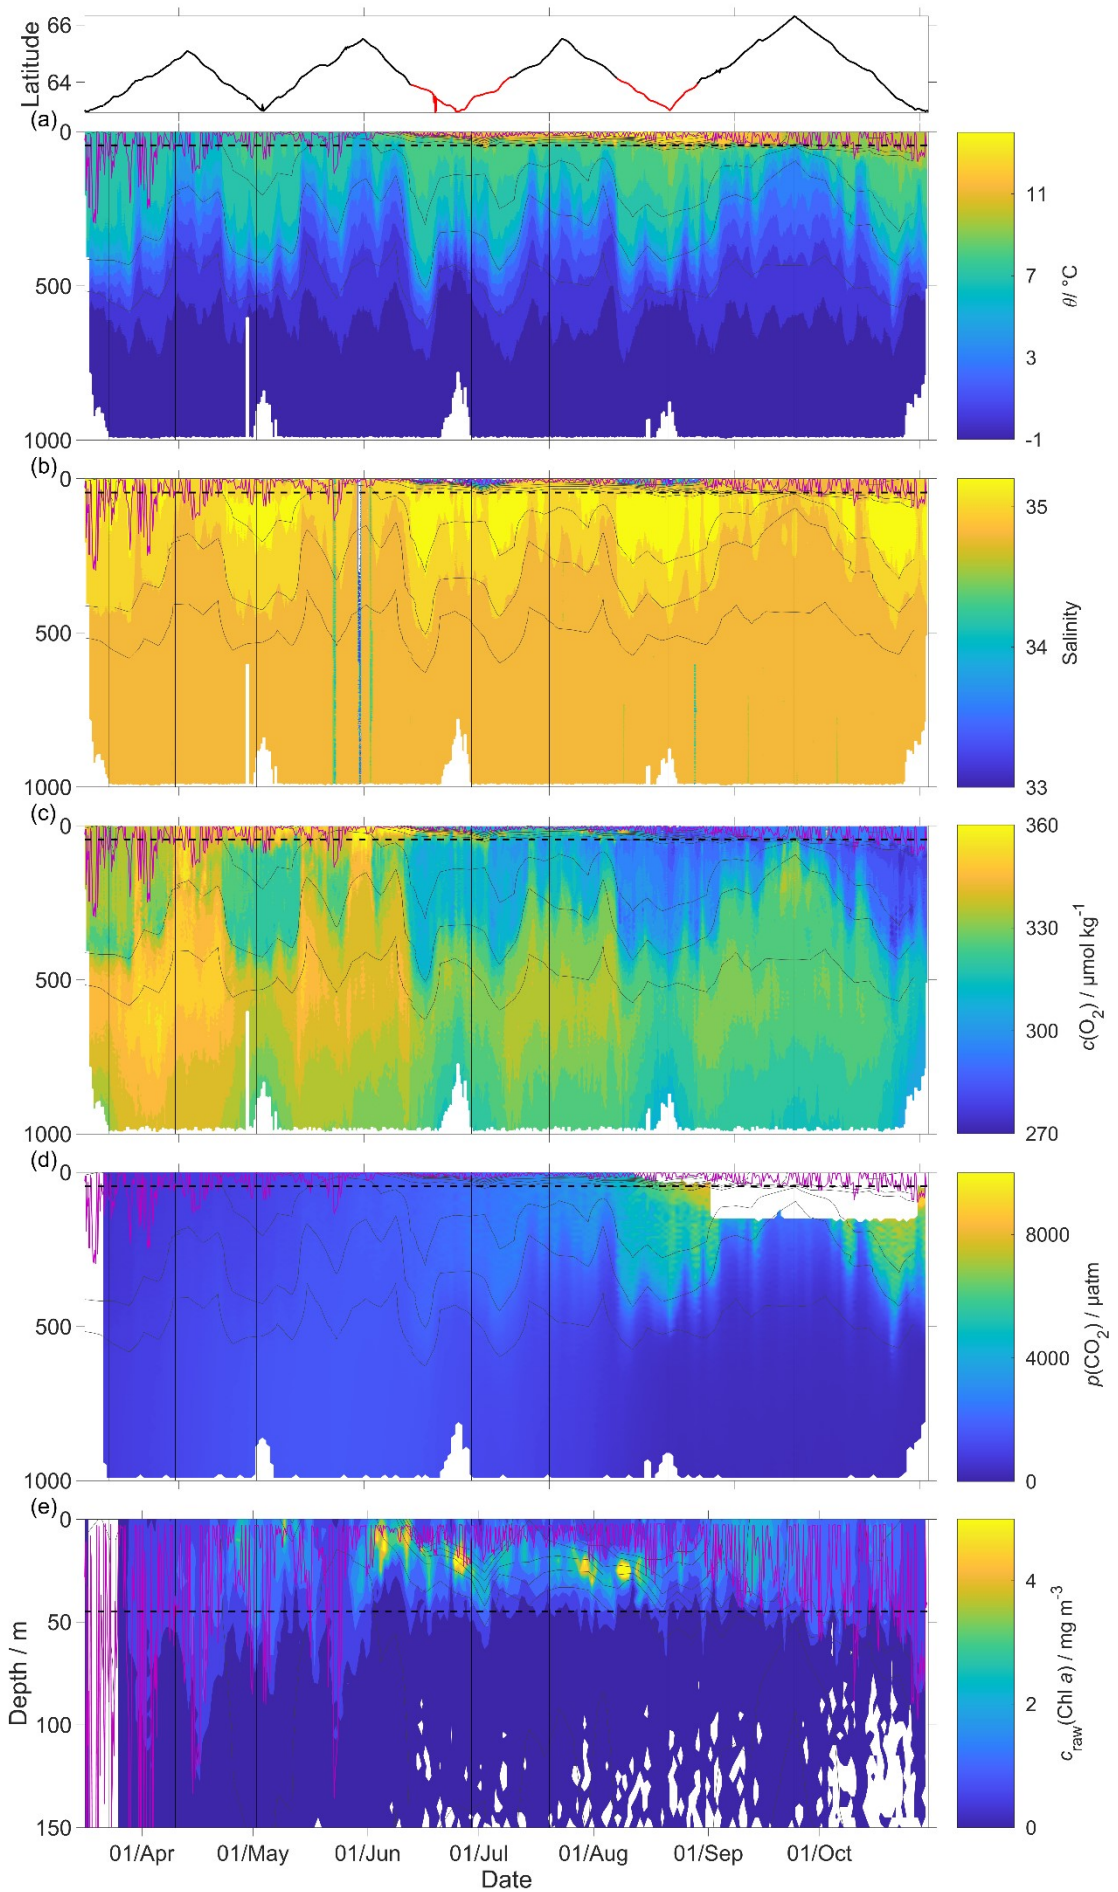 66
64
Latitude
(a)
0
500
1000
11
7
3
-1
θ/ °C
(b)
0
500
1000
35
34
33
Salinity
(c)
0
500
1000
360
330
300
270
c(O₂) / µmol kg⁻¹
(d)
0
500
1000
8000
4000
0
p(CO₂) / µatm
(e)
0
50
100
150
Depth / m
4
2
0
c_raw(Chl a) / mg m⁻³
01/Apr 01/May 01/Jun 01/Jul 01/Aug 01/Sep 01/Oct
Date